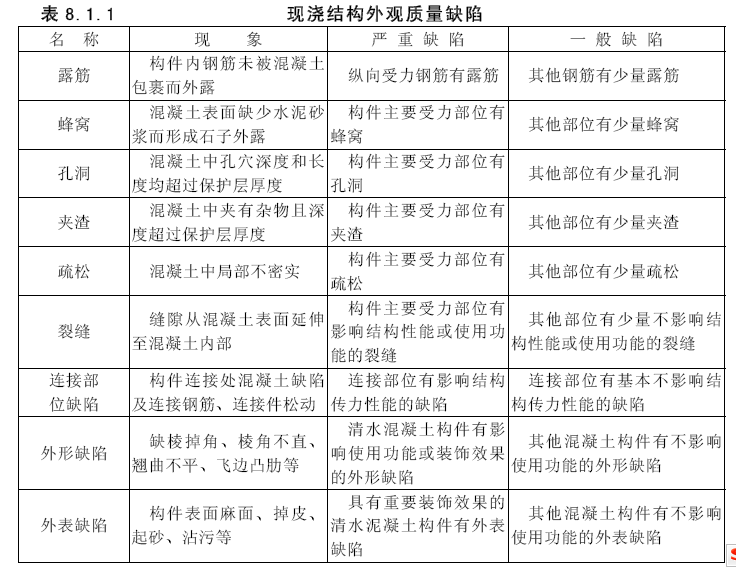 表8.1.1 现浇结构外观质量缺陷
名 称 现 象 严 重 缺 陷 一 般 缺 陷
露筋 构件内钢筋未被混凝土 纵向受力钢筋有露筋 其他钢筋有少量露筋
包裹而外露
蜂窝 混凝土表面缺少水泥砂 构件主要受力部位有 其他部位有少量蜂窝
浆而形成石子外露 蜂窝
孔洞 混凝土中孔穴深度和长 构件主要受力部位有 其他部位有少量孔洞
度均超过保护层厚度 孔洞
夹渣 混凝土中夹有杂物且深 构件主要受力部位有 其他部位有少量夹渣
度超过保护层厚度 夹渣
疏松 混凝土中局部不密实 构件主要受力部位有 其他部位有少量疏松
疏松
裂缝 缝隙从混凝土表面延伸 构件主要受力部位有 其他部位有少量不影响结
至混凝土内部 影响结构性能或使用功 构性能或使用功能的裂缝
能的裂缝
连接部 构件连接处混凝土缺陷 连接部位有影响结构 连接部位有基本不影响结
位缺陷 及连接钢筋、连接件松动 传力性能的缺陷 构传力性能的缺陷
外形缺陷 缺棱掉角、棱角不直、 清水混凝土构件有影 其他混凝土构件有不影响
翘曲不平、飞边凸肋等 响使用功能或装饰效果 使用功能的外形缺陷
的外形缺陷
外表缺陷 构件表面麻面、掉皮、 具有重要装饰效果的 其他混凝土构件有不影响
起砂、沾污等 清水泥凝土构件有外表 使用功能的外表缺陷
缺陷